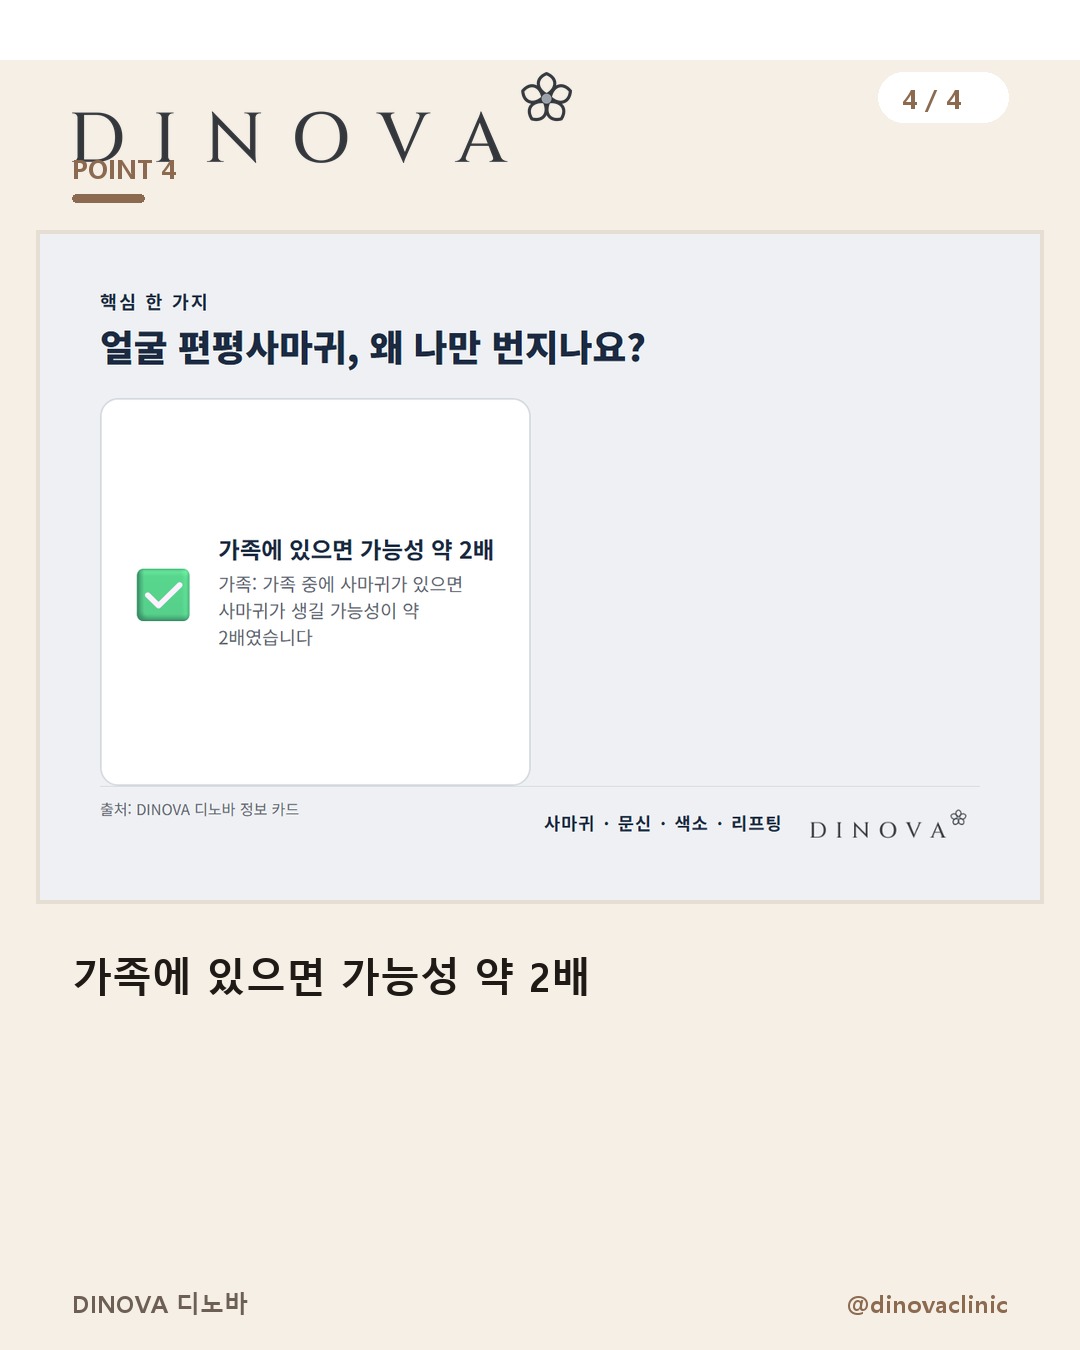 DINOVA
4 / 4
POINT 4
핵심 한 가지
얼굴 편평사마귀, 왜 나만 번지나요?
가족에 있으면 가능성 약 2배
가족: 가족 중에 사마귀가 있으면
사마귀가 생길 가능성이 약
2배였습니다
출처: DINOVA 디노바 정보 카드
사마귀 · 문신 · 색소 · 리프팅
DINOVA
가족에 있으면 가능성 약 2배
DINOVA 디노바
@dinovaclinic